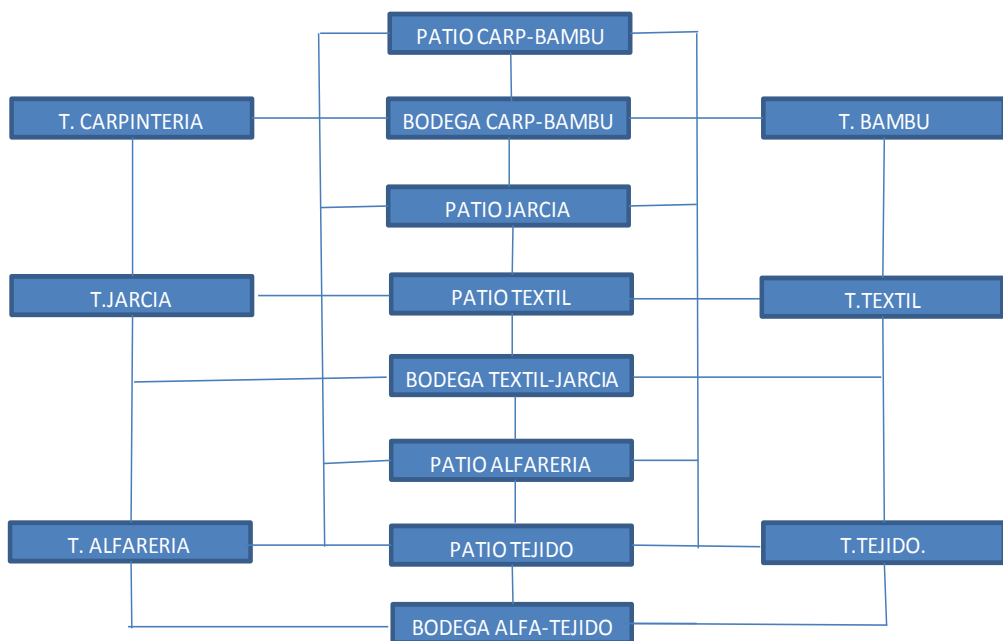 PATIO CARP-BAMBU
T. CARPINTERIA
BODEGA CARP-BAMBU
T. BAMBU
PATIO JARCIA
T.JARCIA
PATIO TEXTIL
T.TEXTIL
BODEGA TEXTIL-JARCIA
PATIO ALFARERIA
T. ALFARERIA
PATIO TEJIDO
T.TEJIDO.
BODEGA ALFA-TEJIDO